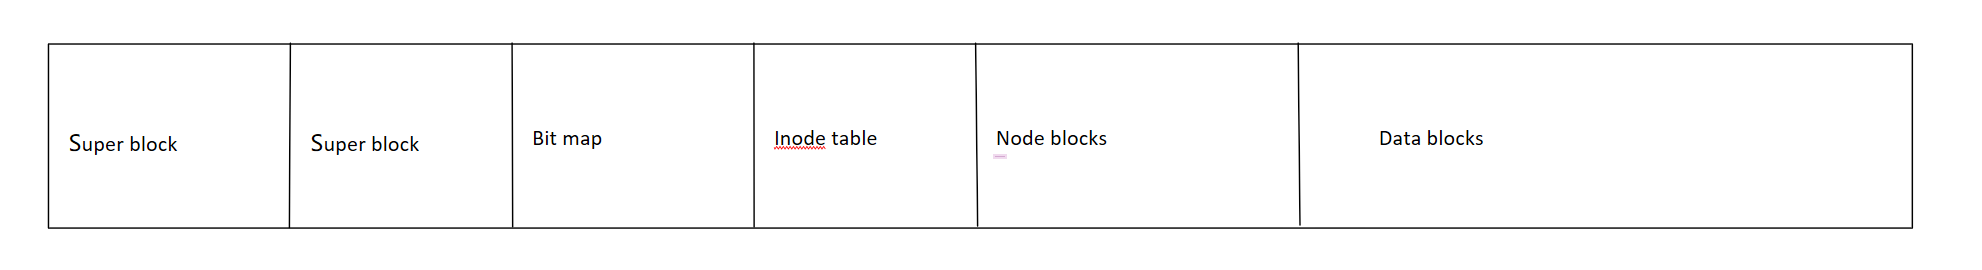 Super block
Super block
Bit map
Inode table
Node blocks
Data blocks